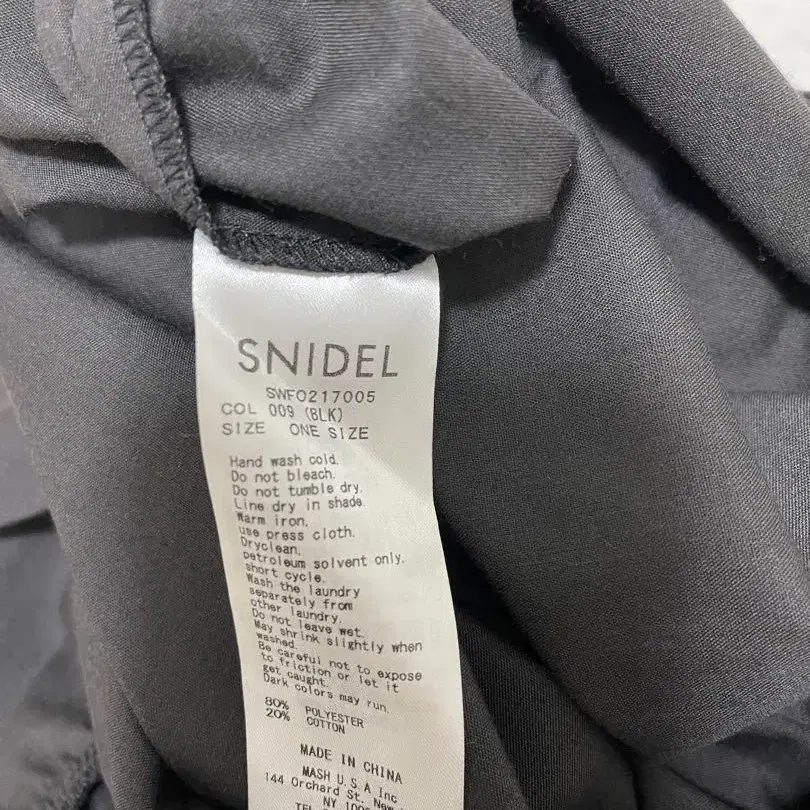 SNIDEL
SWFO217005
COL 009 (BLK)
SIZE ONE SIZE
Hand wash cold.
Do not bleach.
Do not tumble dry.
Line dry in shade.
Warm iron.
use press cloth.
Dryclean.
petroleum solvent only.
short cycle.
Wash the laundry
separately from
other laundry.
Do not leave wet.
May shrink slightly when
washed.
Be careful not to expose
to friction or let it
get caught.
Dark colors may run.
80% POLYESTER
20% COTTON
MADE IN CHINA
MASH U.S.A Inc
144 Orchard St. New
NY 100
TEL